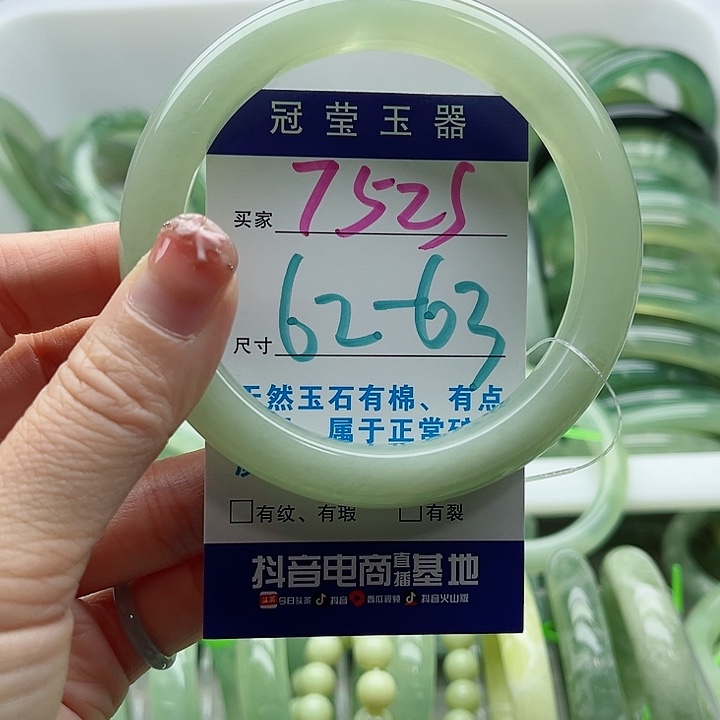 冠莹玉器
买家 7525
尺寸 62-63
天然玉石有棉、有点
属于正常
有纹、有瑕 有裂
抖音电商直播基地
头条 今日头条 抖音 西瓜视频 抖音火山版